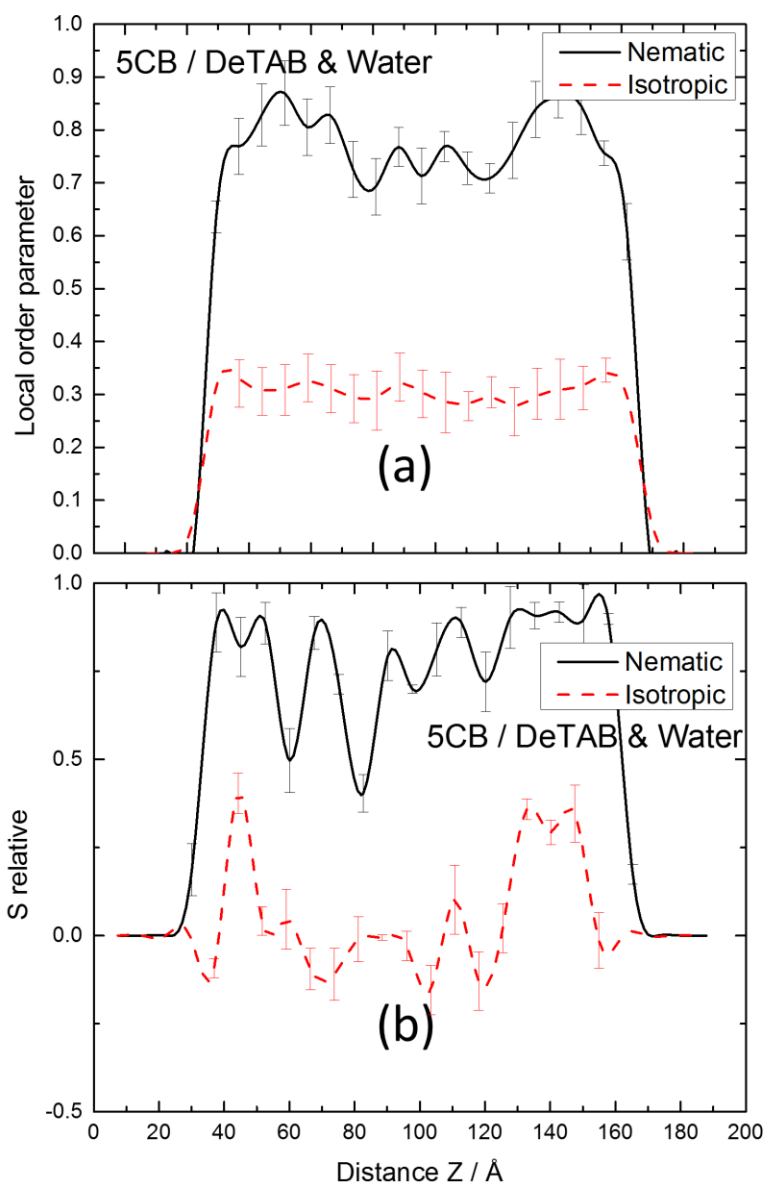 1.0
0.9
0.8
0.7
0.6
0.5
0.4
0.3
0.2
0.1
0.0
Local order parameter
5CB / DeTAB & Water
Nematic
Isotropic
(a)
1.0
0.5
0.0
-0.5
S relative
Nematic
Isotropic
5CB / DeTAB & Water
(b)
0 20 40 60 80 100 120 140 160 180 200
Distance Z / Å